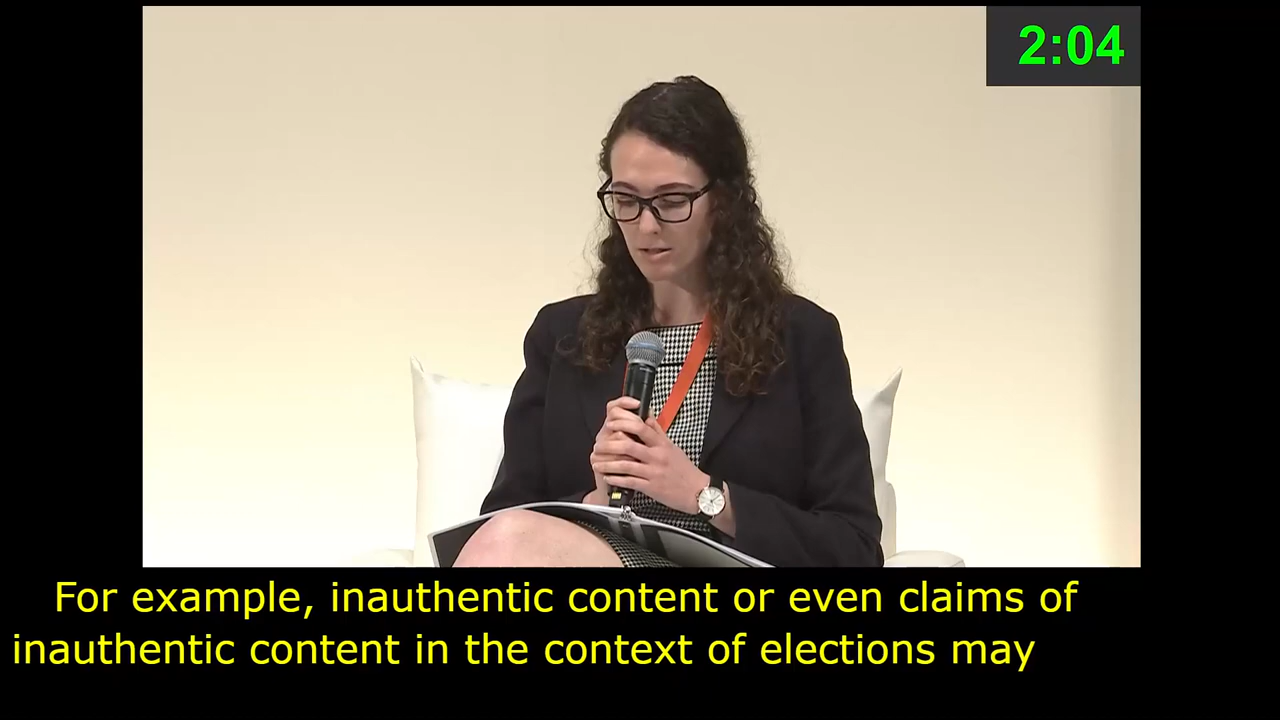 2:04
For example, inauthentic content or even claims of
inauthentic content in the context of elections may